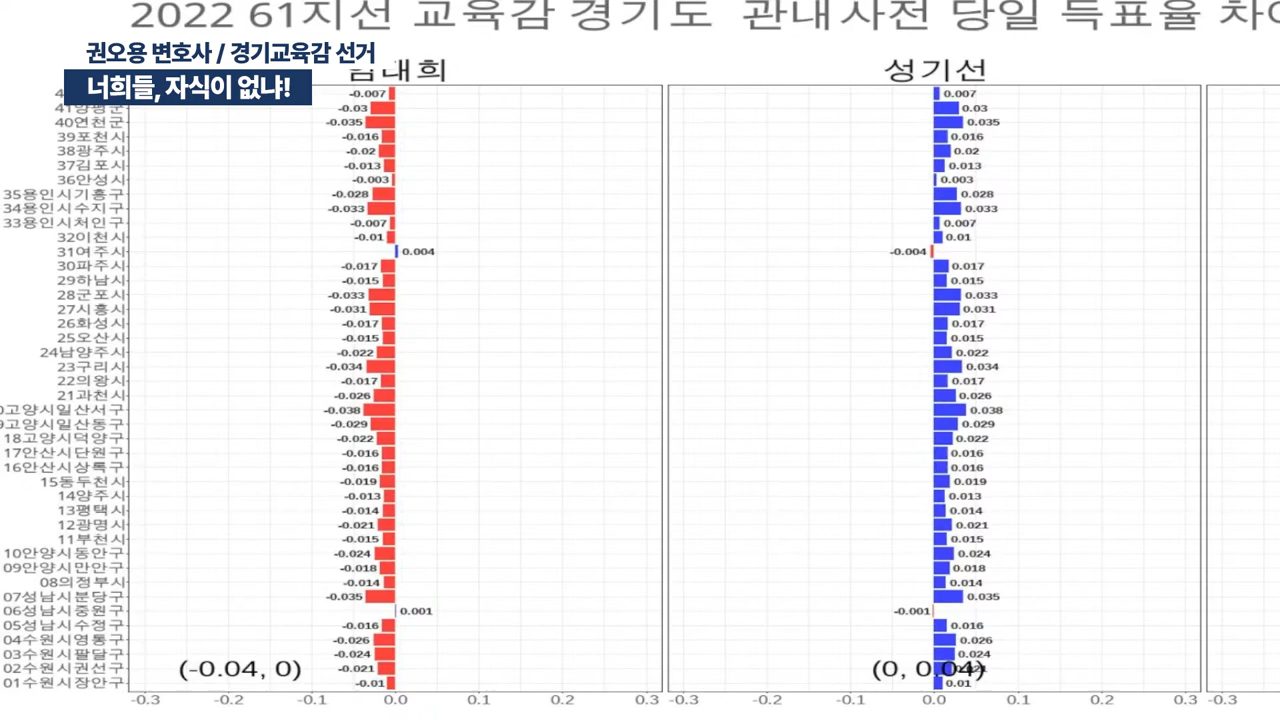 2022 61지선 교육감 경기도 관내사전 당일 득표율
권오용 변호사 / 경기교육감 선거
너희들, 자식이 없냐!
성기선
-0.007 0.007
41양평군 -0.03 0.03
40연천군 -0.035 0.035
39포천시 -0.016 0.016
38광주시 -0.02 0.02
37김포시 -0.013 0.013
36안성시 -0.003 0.003
35용인시기흥구 -0.028 0.028
34용인시수지구 -0.033 0.033
33용인시처인구 -0.007 0.007
32이천시 -0.01 0.01
31여주시 0.004 -0.004
30파주시 -0.017 0.017
29하남시 -0.015 0.015
28군포시 -0.033 0.033
27시흥시 -0.031 0.031
26화성시 -0.017 0.017
25오산시 -0.015 0.015
24남양주시 -0.022 0.022
23구리시 -0.034 0.034
22의왕시 -0.017 0.017
21과천시 -0.026 0.026
고양시일산서구 -0.038 0.038
고양시일산동구 -0.029 0.029
18고양시덕양구 -0.022 0.022
17안산시단원구 -0.016 0.016
16안산시상록구 -0.016 0.016
15동두천시 -0.019 0.019
14양주시 -0.013 0.013
13평택시 -0.014 0.014
12광명시 -0.021 0.021
11부천시 -0.015 0.015
10안양시동안구 -0.024 0.024
09안양시만안구 -0.018 0.018
08의정부시 -0.014 0.014
07성남시분당구 -0.035 0.035
06성남시중원구 0.001 -0.001
05성남시수정구 -0.016 0.016
04수원시영통구 -0.026 0.026
03수원시팔달구 -0.024 0.024
02수원시권선구 (-0.04, 0) -0.021 (0, 0.04)
01수원시장안구 -0.01 0.01
-0.3 -0.2 -0.1 0.0 0.1 0.2 0.3 -0.3 -0.2 -0.1 0.0 0.1 0.2 0.3 -0.3